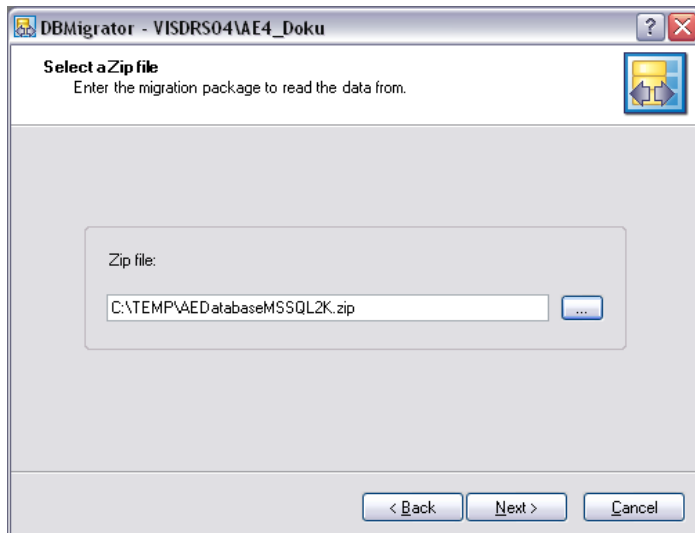 DBMigrator - VISDRS04\AE4_Doku
Select a Zip file
Enter the migration package to read the data from.
Zip file:
C:\TEMP\AEDatabaseMSSQL2K.zip
...
< Back
Next >
Cancel